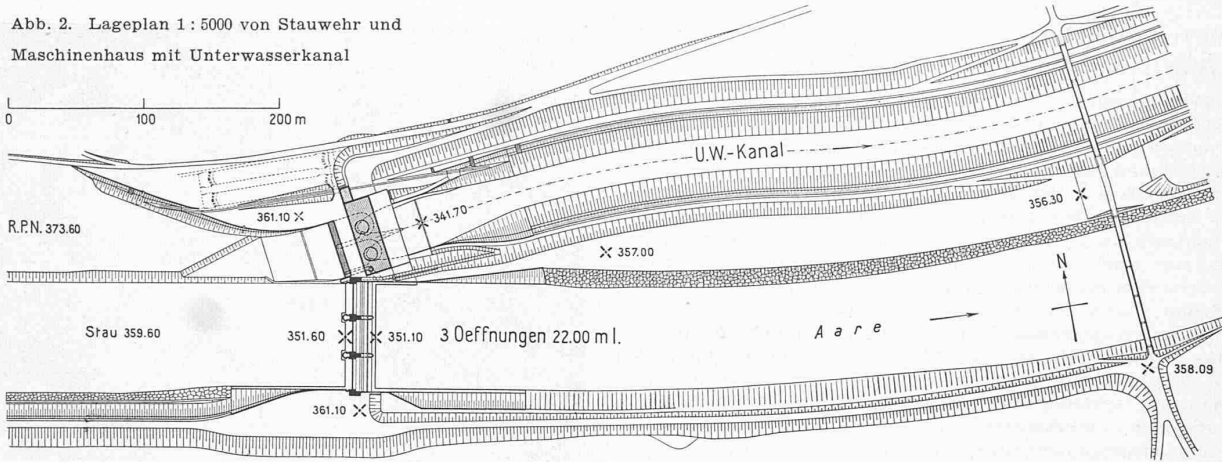 Abb. 2. Lageplan 1 : 5000 von Stauwehr und
Maschinenhaus mit Unterwasserkanal
0 100 200 m
U.W.-Kanal
361.10
341.70
356.30
R.P.N. 373.60
357.00
N
Stau 359.60
351.60
351.10
3 Oeffnungen 22.00 m l.
Aare
358.09
361.10